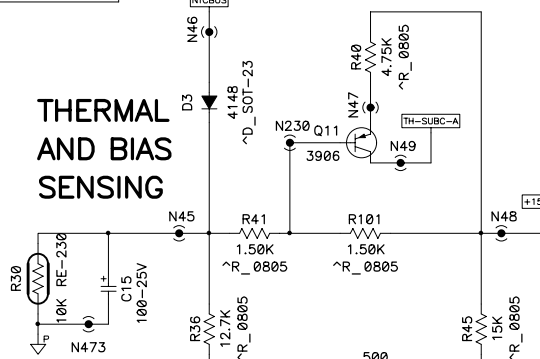 NTCBUS
N46
R40
4.75K
^R_0805
D3
4148
^D_SOT-23
THERMAL
AND BIAS
SENSING
N47
N230
Q11
3906
TH-SUBC-A
N49
+15
N45
R41
1.50K
^R_0805
R101
1.50K
^R_0805
N48
R30
RE-230
10K
+
C15
100-25V
P
N473
R36
12.7K
^R_0805
R45
15K
^R_0805
500